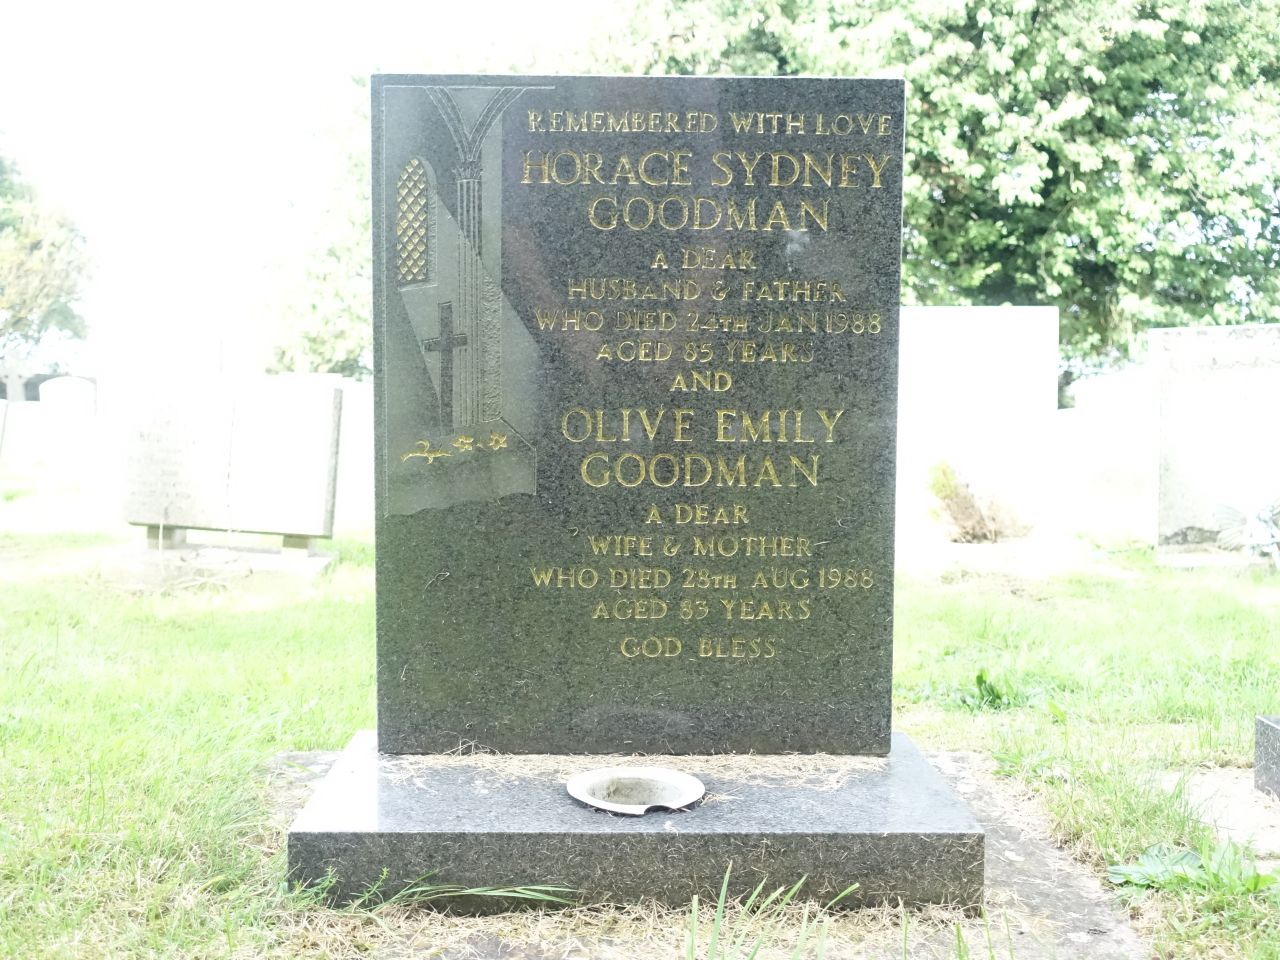 REMEMBERED WITH LOVE
HORACE SYDNEY
GOODMAN
A DEAR
HUSBAND & FATHER
WHO DIED 24TH JAN 1988
AGED 85 YEARS
AND
OLIVE EMILY
GOODMAN
A DEAR
WIFE & MOTHER
WHO DIED 28TH AUG 1988
AGED 83 YEARS
GOD BLESS